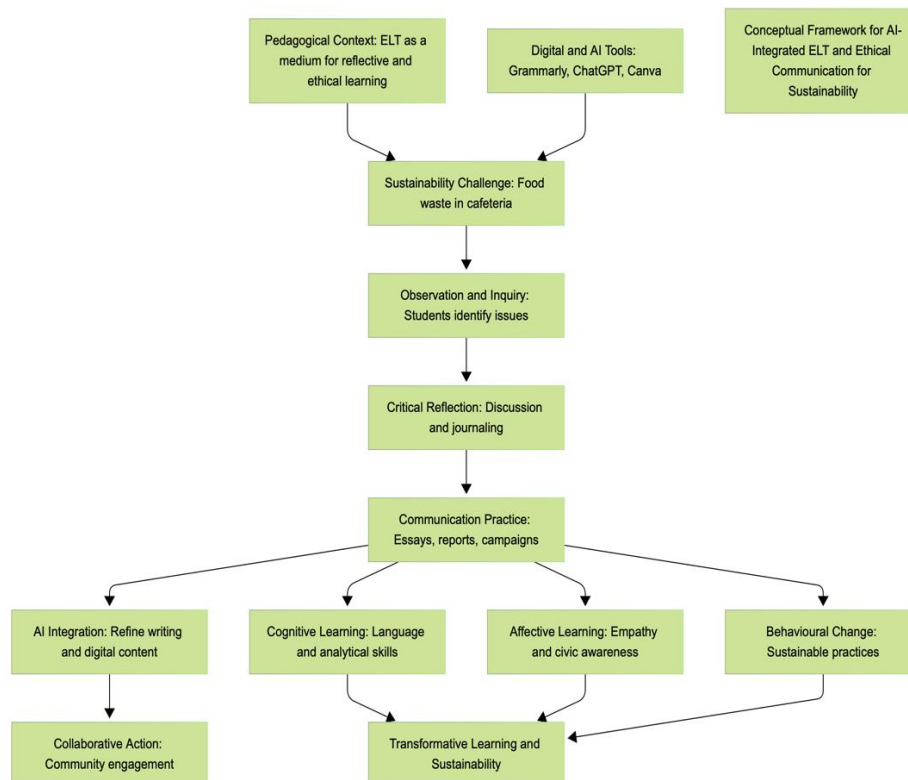 Pedagogical Context: ELT as a
medium for reflective and
ethical learning
Digital and AI Tools:
Grammarly, ChatGPT, Canva
Conceptual Framework for AI-
Integrated ELT and Ethical
Communication for
Sustainability
Sustainability Challenge: Food
waste in cafeteria
Observation and Inquiry:
Students identify issues
Critical Reflection: Discussion
and journaling
Communication Practice:
Essays, reports, campaigns
AI Integration: Refine writing
and digital content
Cognitive Learning: Language
and analytical skills
Affective Learning: Empathy
and civic awareness
Behavioural Change:
Sustainable practices
Collaborative Action:
Community engagement
Transformative Learning and
Sustainability